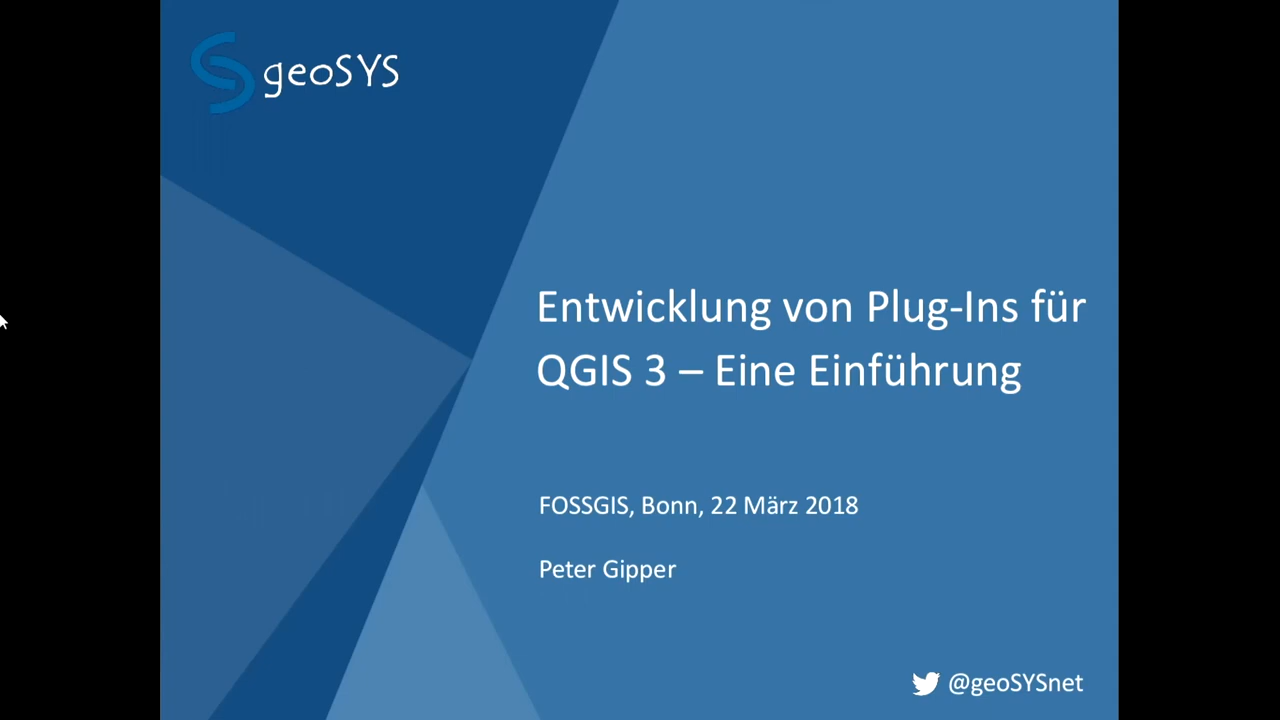 geoSYS
Entwicklung von Plug-Ins für
QGIS 3 – Eine Einführung
FOSSGIS, Bonn, 22 März 2018
Peter Gipper
@geoSYSnet